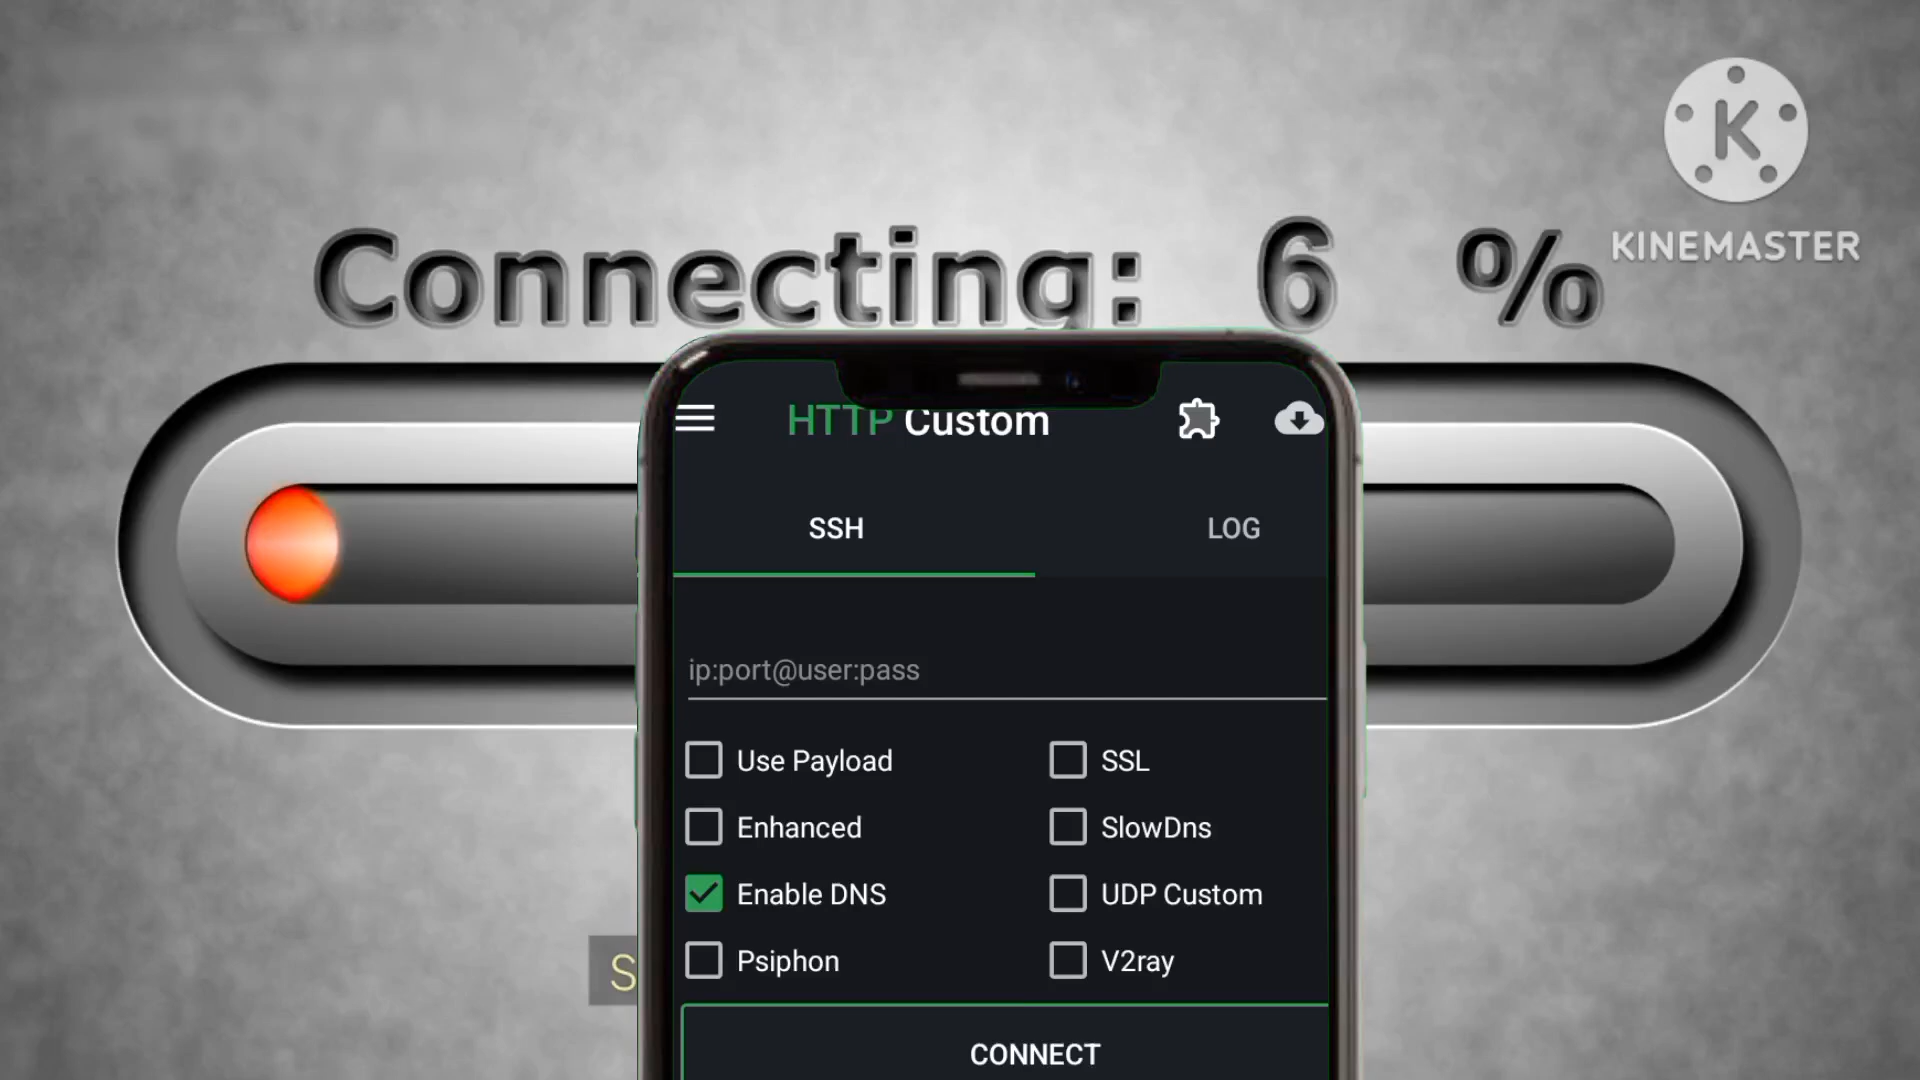 K
KINEMASTER
Connecting: 6 %
HTTP Custom
SSH LOG
ip:port@user:pass
Use Payload SSL
Enhanced SlowDns
Enable DNS UDP Custom
Psiphon V2ray
S
CONNECT